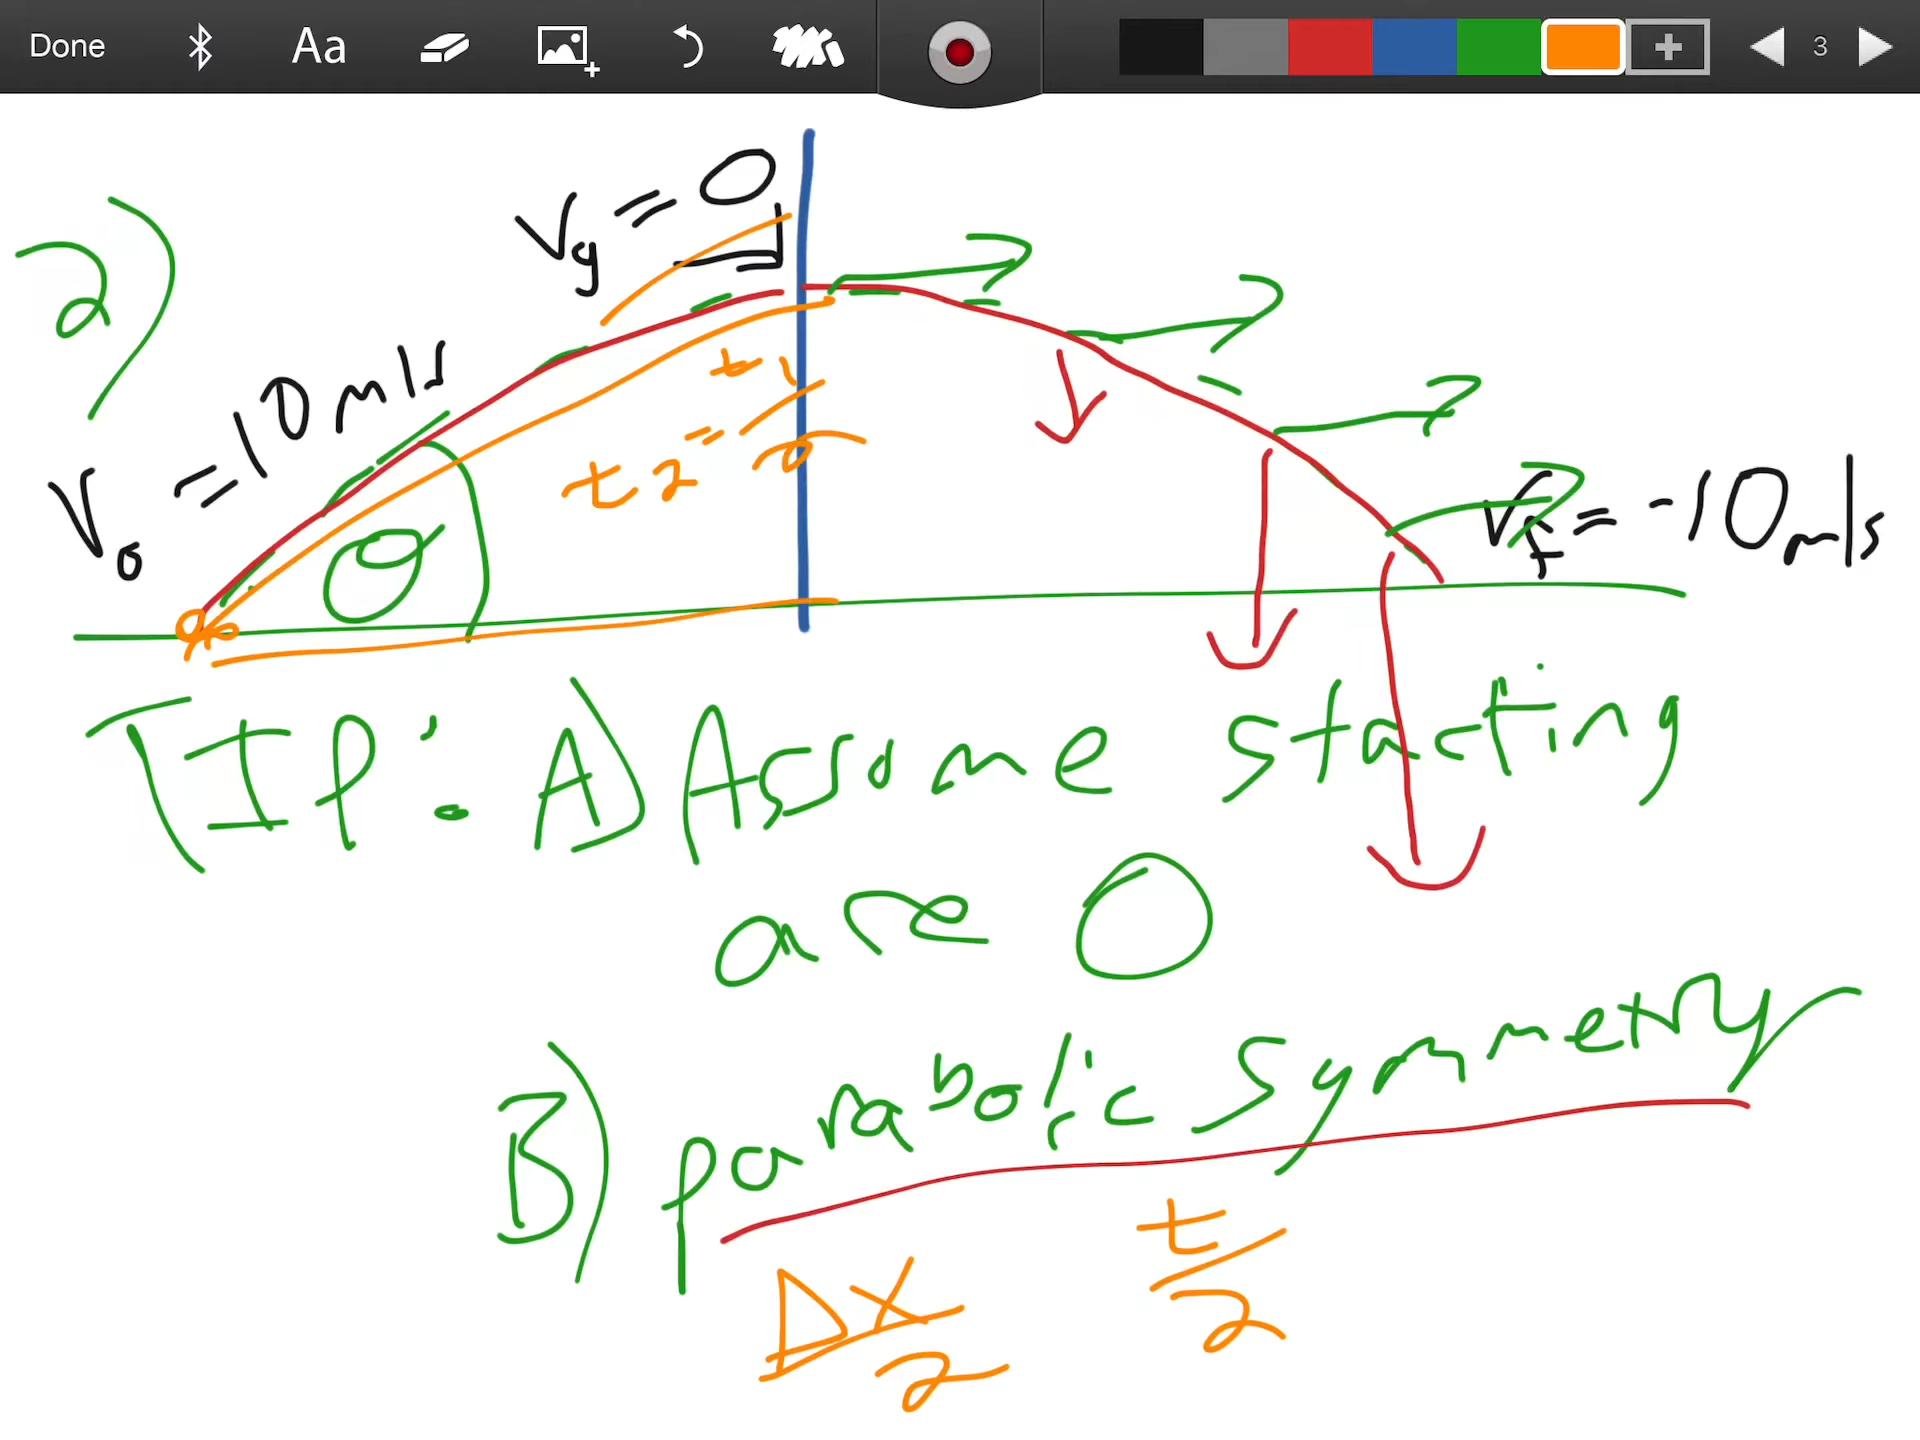 Done Aa 3
2)
Vy = 0
V0 = 10 m/s
t2 = t1/2
θ
Vf = -10 m/s
TIP: A) Assume starting
are 0
B) parabolic symmetry
Δx/2 t/2